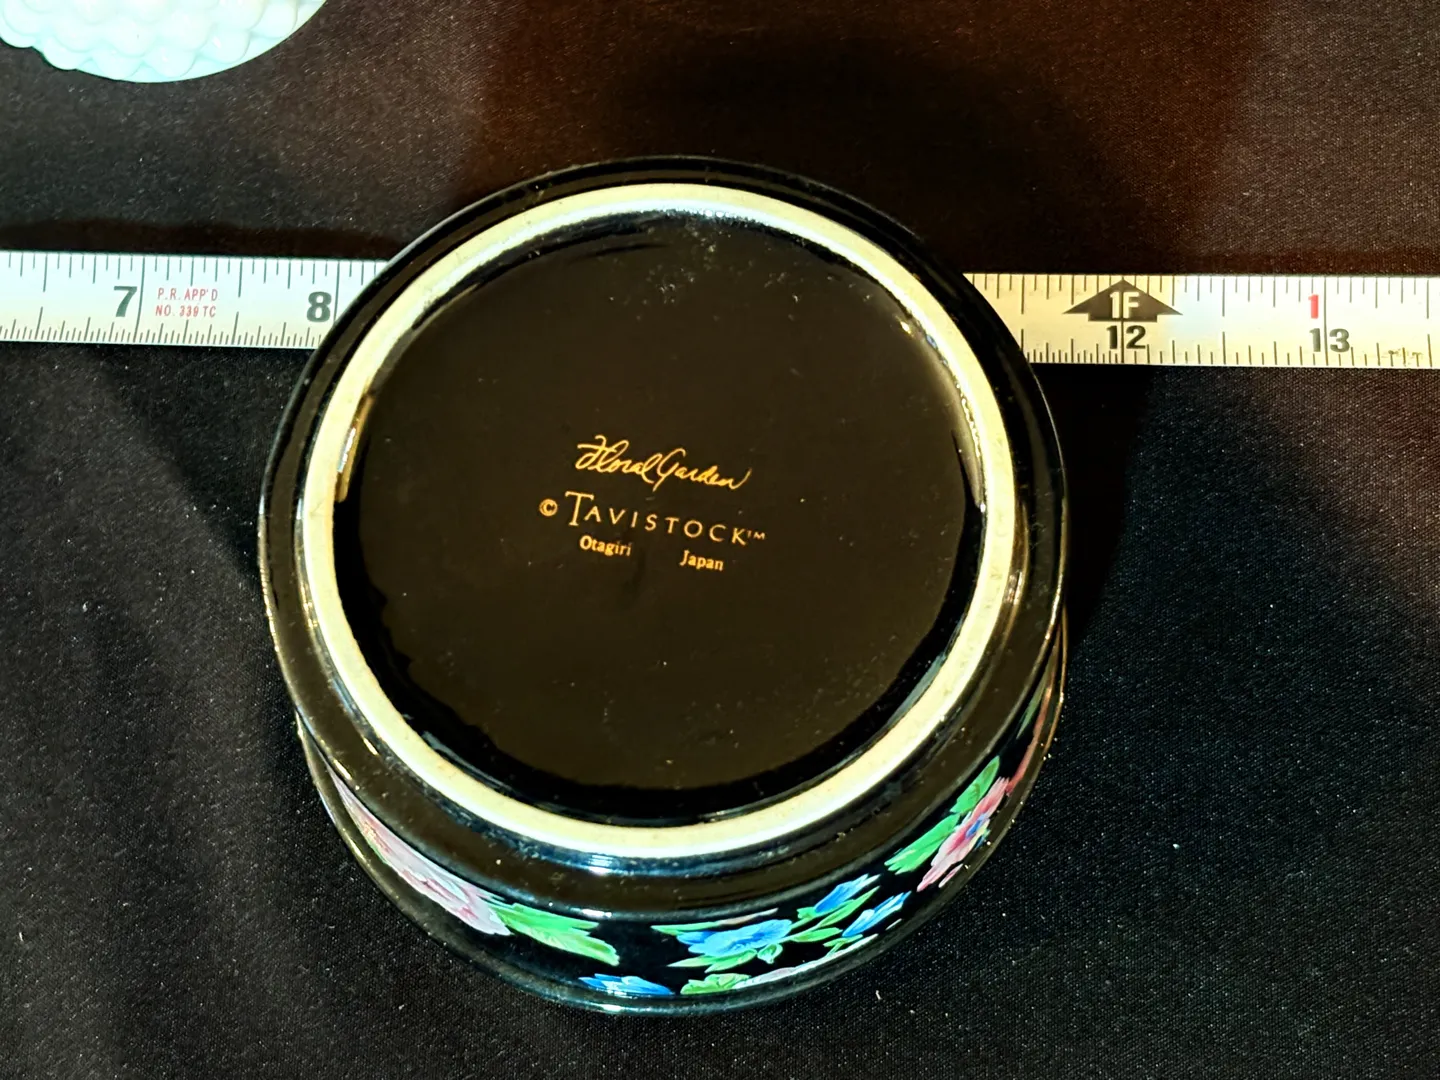 7 P.R. APP'D 8 1F 1
NO. 339 TC 12 13
Floral Garden
© TAVISTOCK™
Otagiri Japan